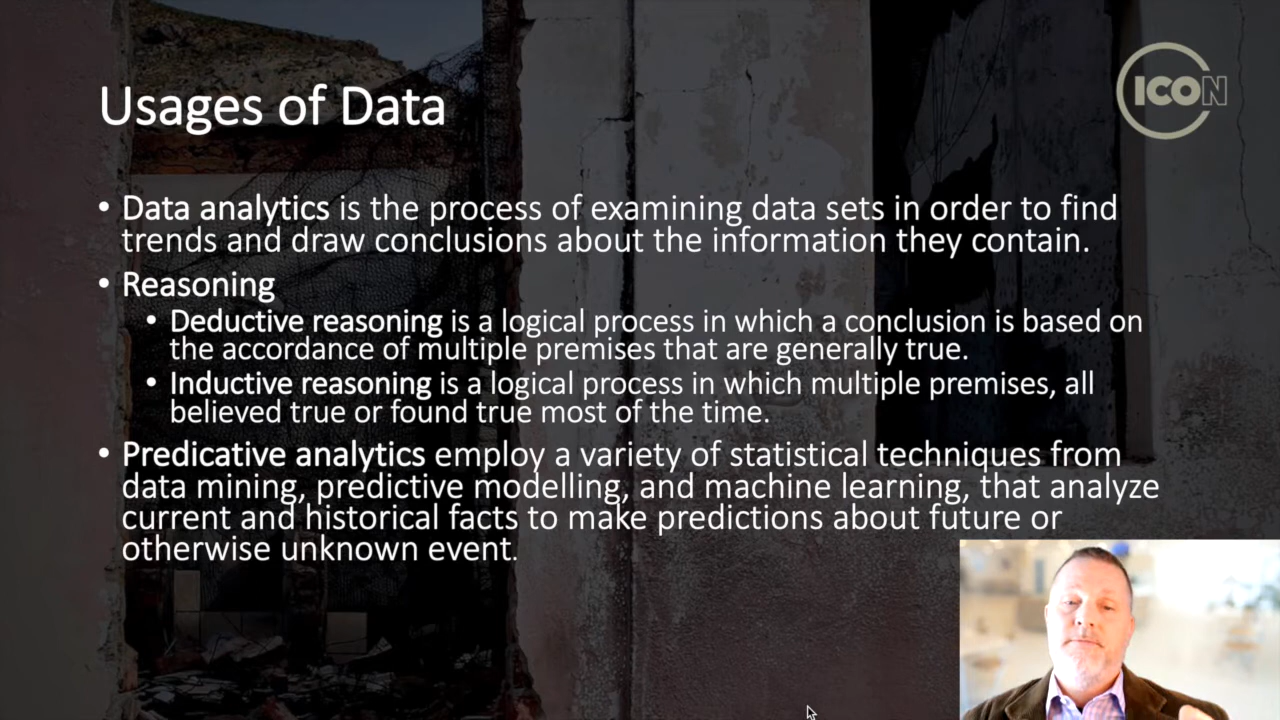 ICON
Usages of Data
• Data analytics is the process of examining data sets in order to find
trends and draw conclusions about the information they contain.
• Reasoning
• Deductive reasoning is a logical process in which a conclusion is based on
the accordance of multiple premises that are generally true.
• Inductive reasoning is a logical process in which multiple premises, all
believed true or found true most of the time.
• Predicative analytics employ a variety of statistical techniques from
data mining, predictive modelling, and machine learning, that analyze
current and historical facts to make predictions about future or
otherwise unknown event.